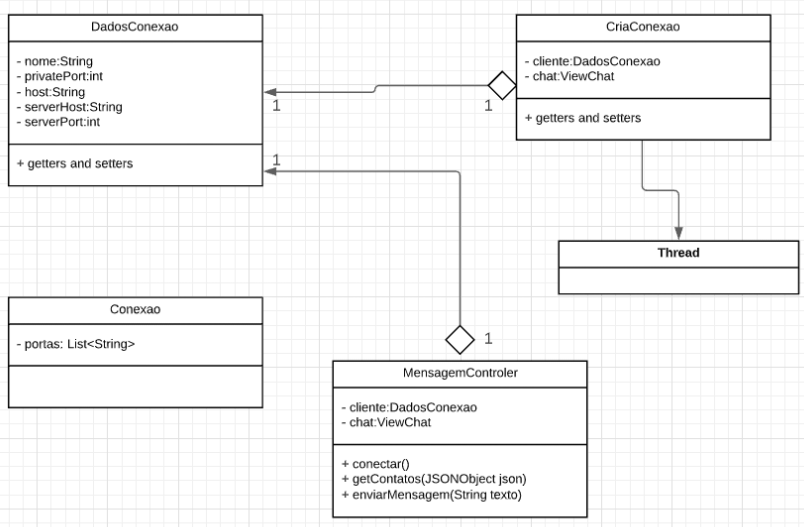 DadosConexao
- nome:String
- privatePort:int
- host:String
- serverHost:String
- serverPort:int
+ getters and setters
1
1
1
CriaConexao
- cliente:DadosConexao
- chat:ViewChat
+ getters and setters
Thread
Conexao
- portas: List<String>
1
MensagemControler
- cliente:DadosConexao
- chat:ViewChat
+ conectar()
+ getContatos(JSONObject json)
+ enviarMensagem(String texto)